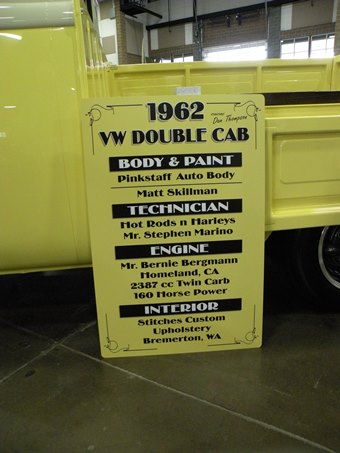 1962
owner
Don Thompson
VW DOUBLE CAB
BODY & PAINT
Pinkstaff Auto Body
Matt Skillman
TECHNICIAN
Hot Rods n Harleys
Mr. Stephen Marino
ENGINE
Mr. Bernie Bergmann
Homeland, CA
2387 cc Twin Carb
160 Horse Power
INTERIOR
Stitches Custom
Upholstery
Bremerton, WA